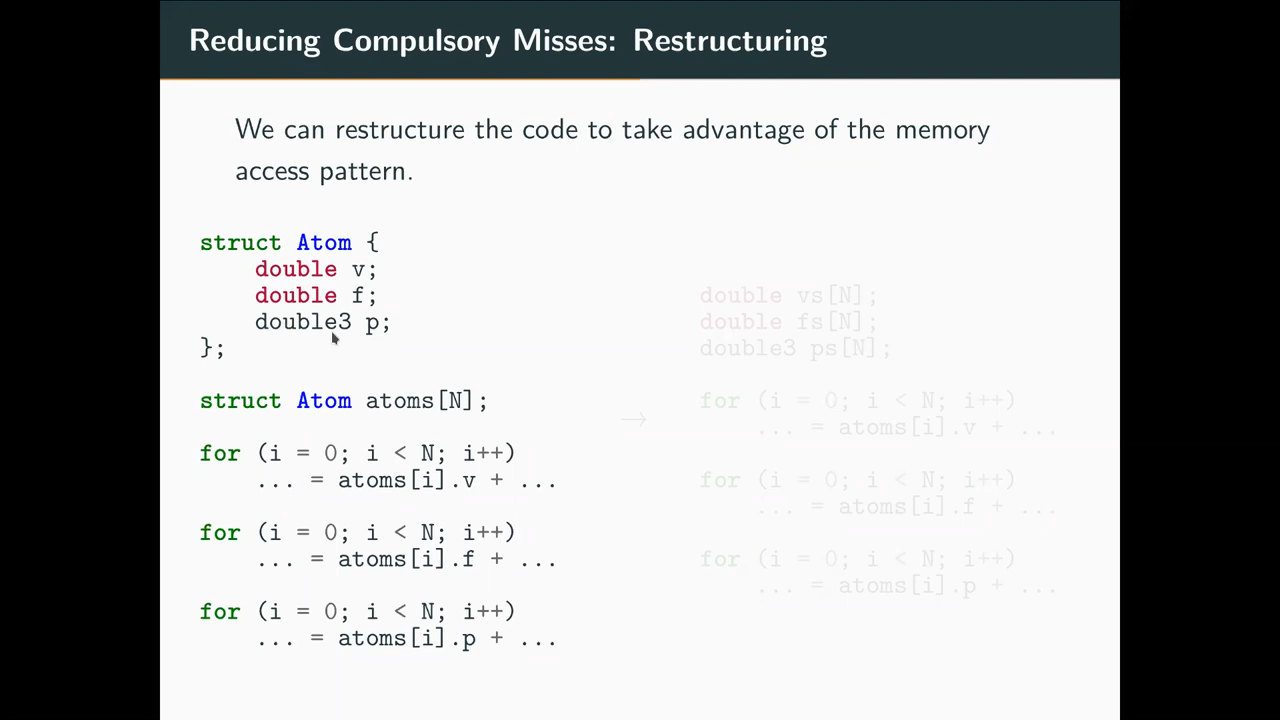 Reducing Compulsory Misses: Restructuring
We can restructure the code to take advantage of the memory
access pattern.
struct Atom {
    double v;
    double f;
    double3 p;
};
struct Atom atoms[N];
for (i = 0; i < N; i++)
    ... = atoms[i].v + ...
for (i = 0; i < N; i++)
    ... = atoms[i].f + ...
for (i = 0; i < N; i++)
    ... = atoms[i].p + ...
→
double vs[N];
double fs[N];
double3 ps[N];
for (i = 0; i < N; i++)
    ... = atoms[i].v + ...
for (i = 0; i < N; i++)
    ... = atoms[i].f + ...
for (i = 0; i < N; i++)
    ... = atoms[i].p + ...